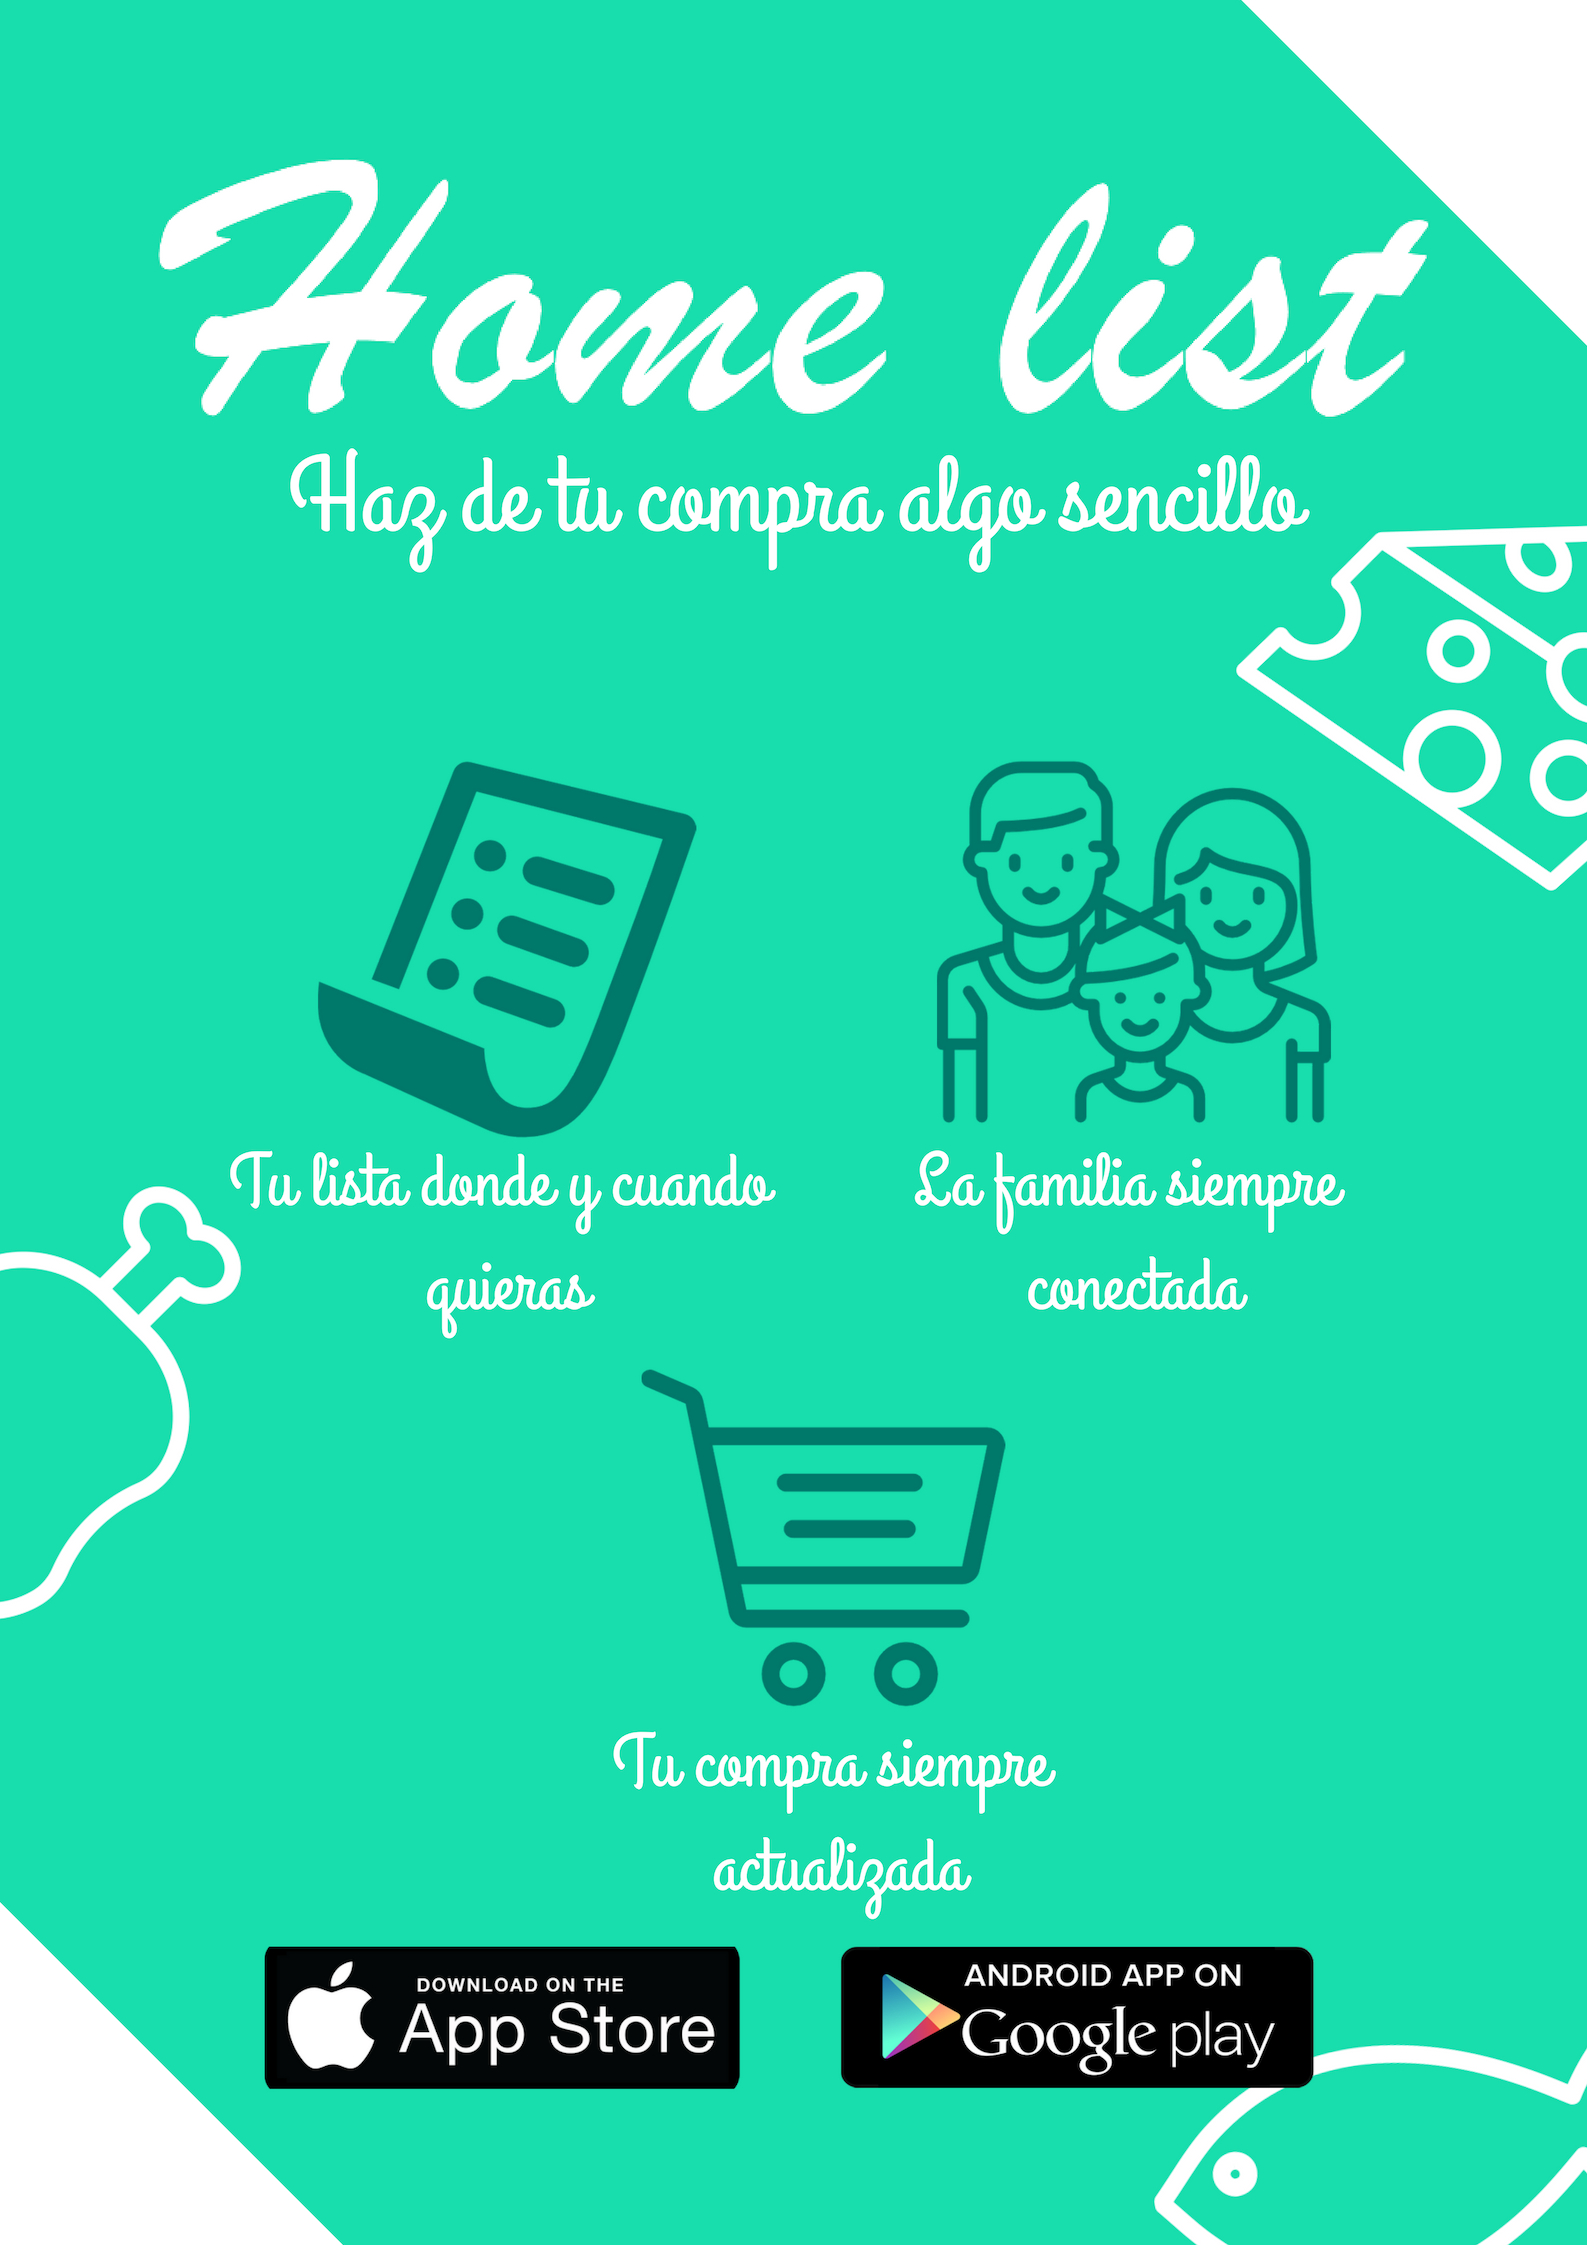 Home list
Haz de tu compra algo sencillo
Tu lista donde y cuando
quieras
La familia siempre
conectada
Tu compra siempre
actualizada
DOWNLOAD ON THE
App Store
ANDROID APP ON
Google play